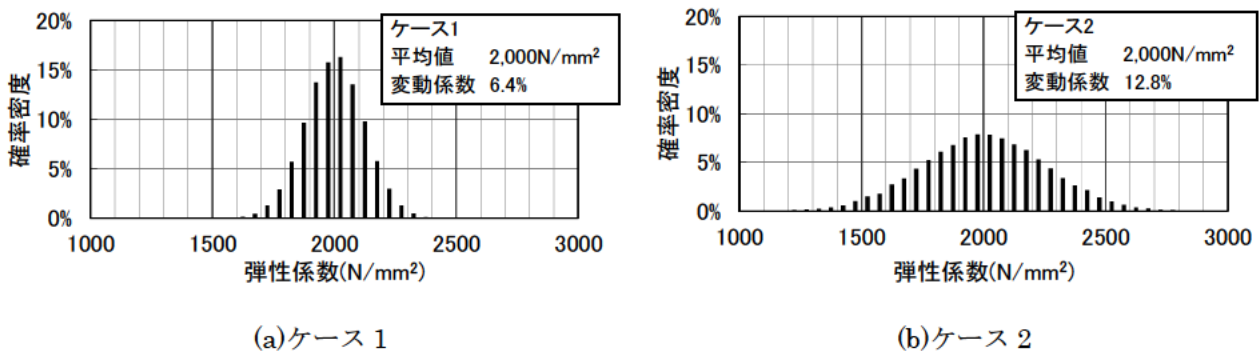 20%
15%
10%
5%
0%
確率密度
1000 1500 2000 2500 3000
弾性係数(N/mm²)
ケース1
平均値 2,000N/mm²
変動係数 6.4%
(a)ケース 1
20%
15%
10%
5%
0%
確率密度
1000 1500 2000 2500 3000
弾性係数(N/mm²)
ケース2
平均値 2,000N/mm²
変動係数 12.8%
(b)ケース 2